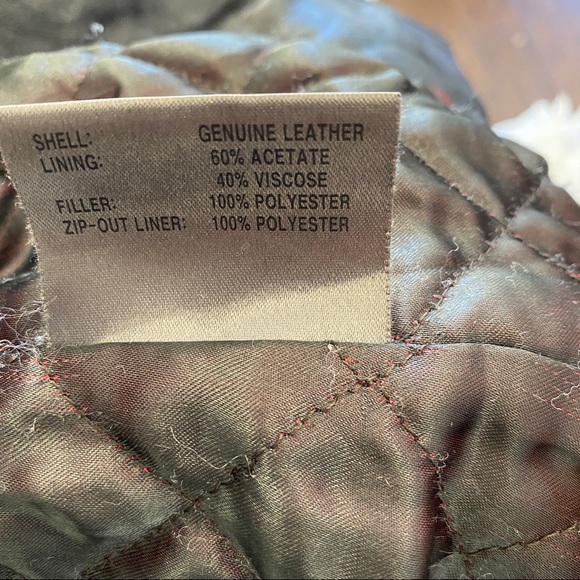 SHELL: GENUINE LEATHER
LINING: 60% ACETATE
40% VISCOSE
FILLER: 100% POLYESTER
ZIP-OUT LINER: 100% POLYESTER